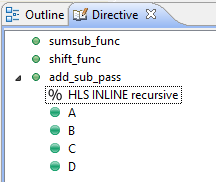 Outline Directive
sumsub_func
shift_func
add_sub_pass
% HLS INLINE recursive
A
B
C
D